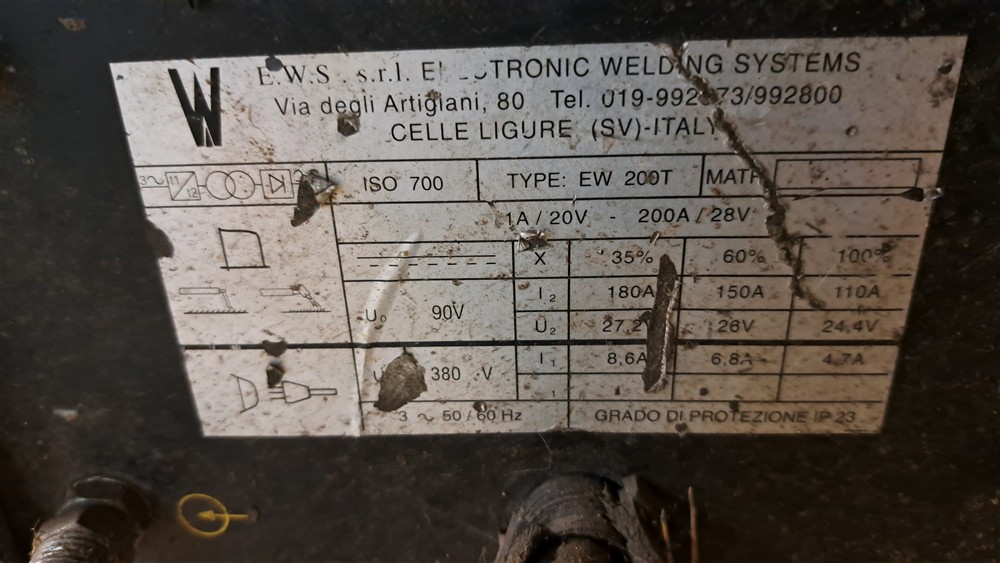 E.W.S. s.r.l. ELECTRONIC WELDING SYSTEMS
Via degli Artigiani, 80 Tel. /992800
CELLE LIGURE (SV)-ITALY
3~ ISO 700 TYPE: EW 200T MATR
1A / 20V - 200A / 28V
X 35% 60% 100%
I₂ 180A 150A 110A
U₀ 90V
U₂ 27,2V 26V 24,4V
I₁ 8,6A 6,8A 4,7A
380 V
3 ~ 50 / 60 Hz GRADO DI PROTEZIONE IP 23